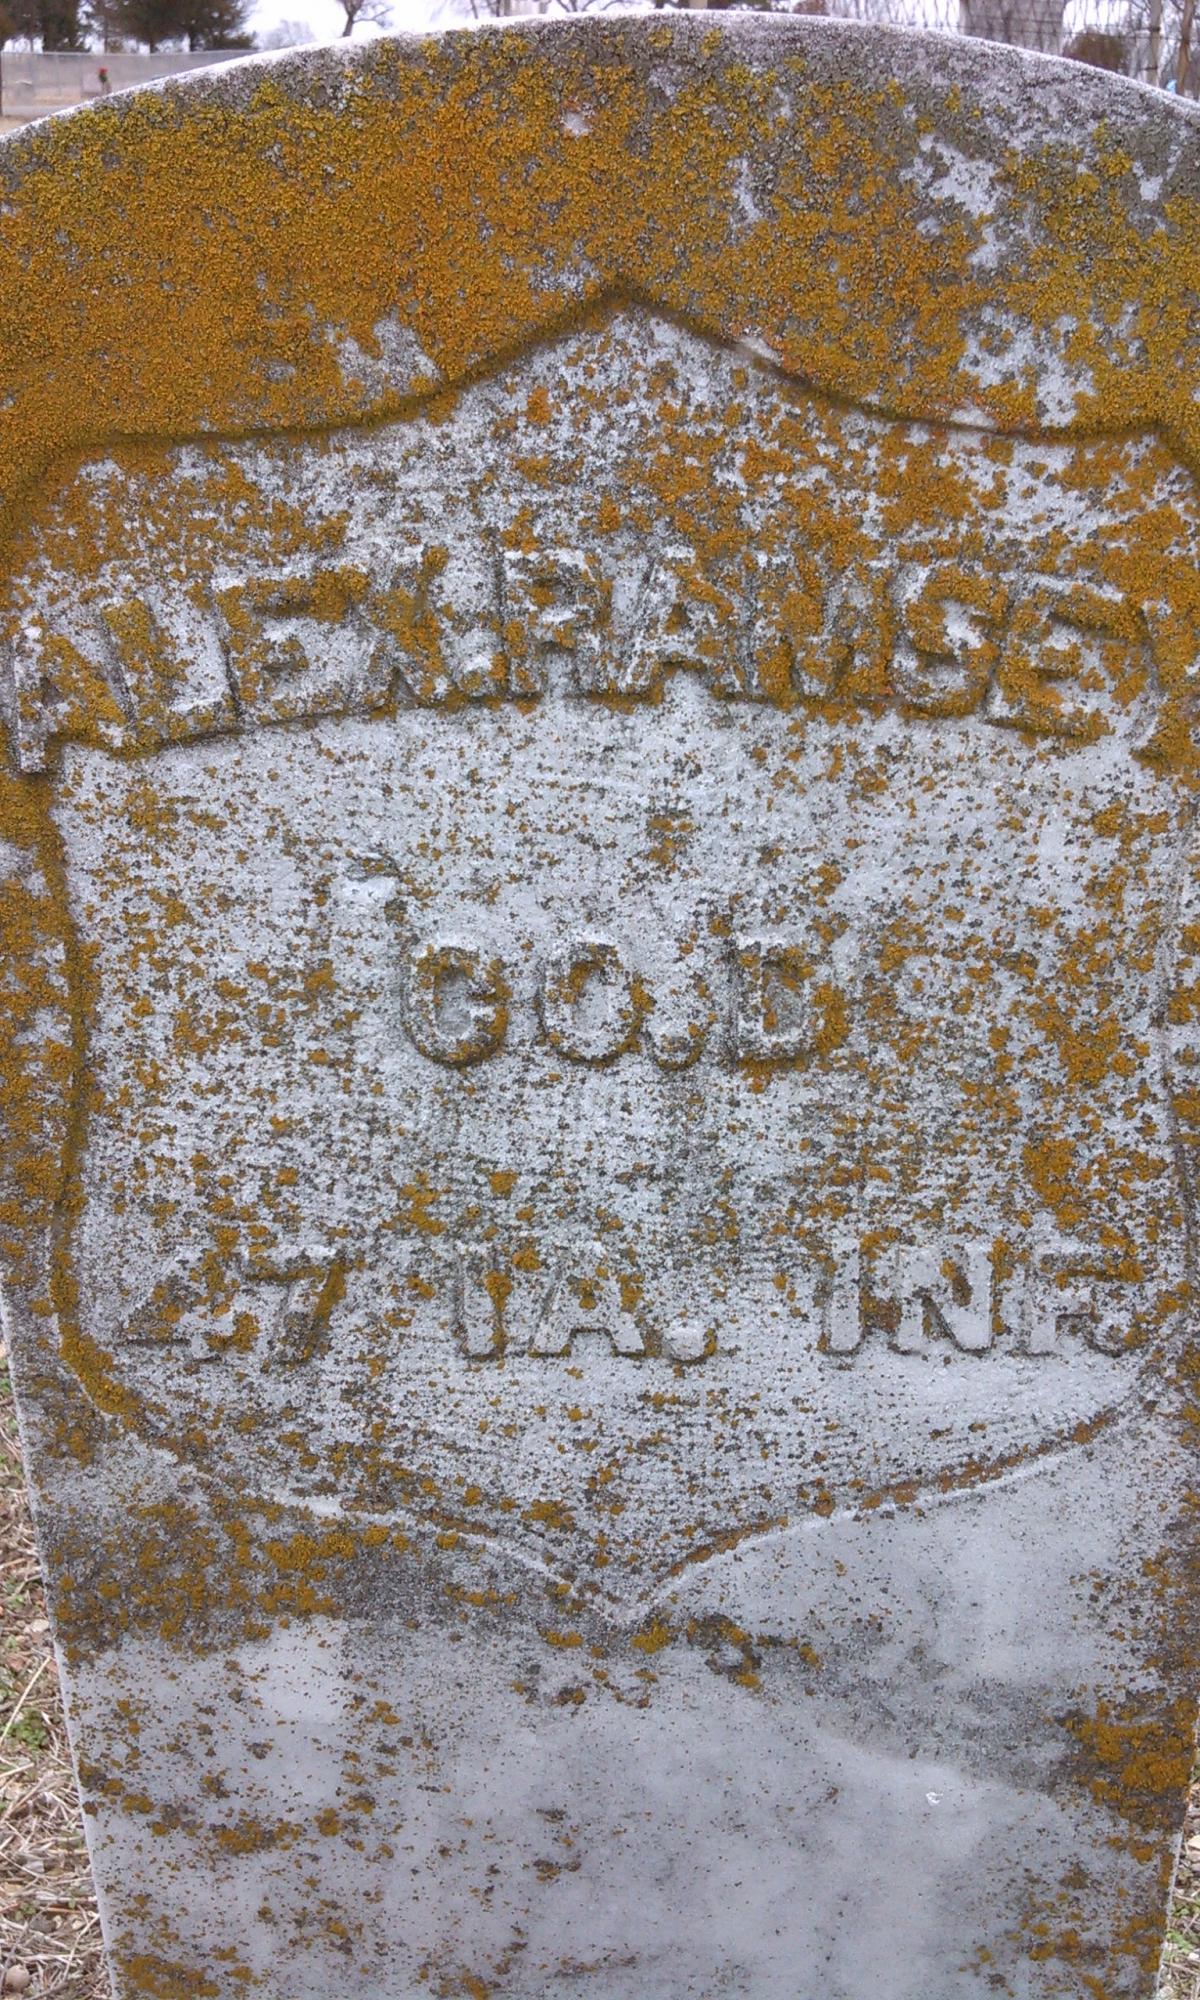 ALEX. RAMSEY
CO. D
47 IA. INF.